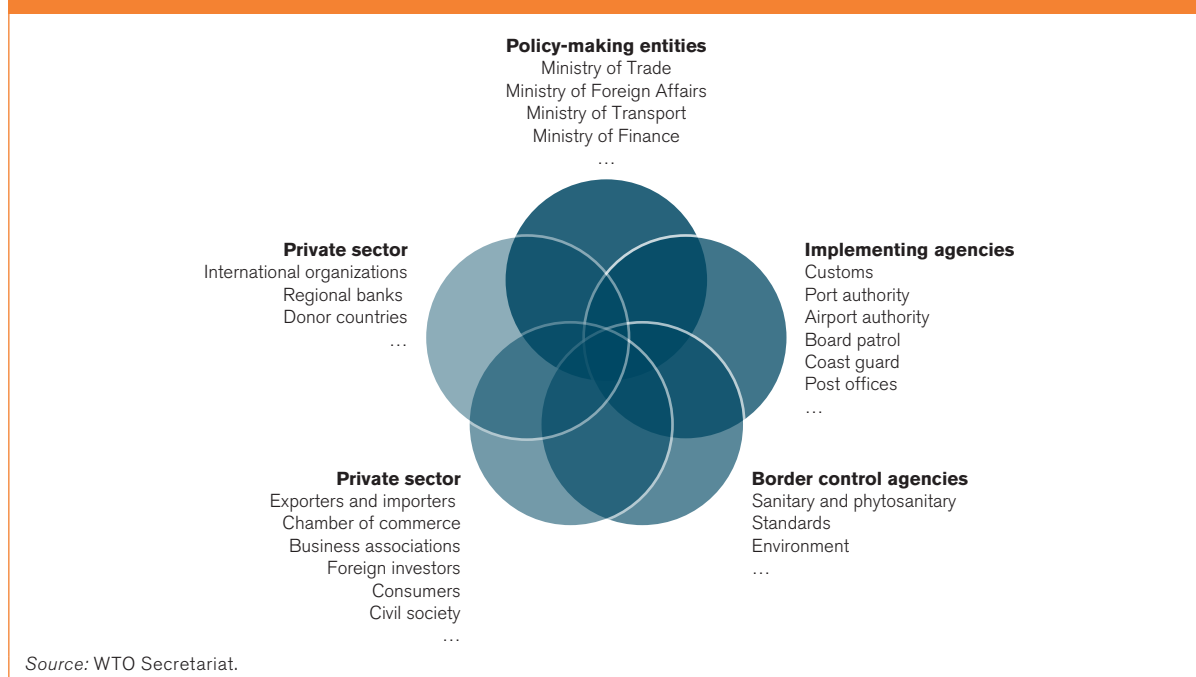 Policy-making entities
Ministry of Trade
Ministry of Foreign Affairs
Ministry of Transport
Ministry of Finance
…
Private sector
International organizations
Regional banks
Donor countries
…
Implementing agencies
Customs
Port authority
Airport authority
Board patrol
Coast guard
Post offices
…
Private sector
Exporters and importers
Chamber of commerce
Business associations
Foreign investors
Consumers
Civil society
…
Border control agencies
Sanitary and phytosanitary
Standards
Environment
…
Source: WTO Secretariat.